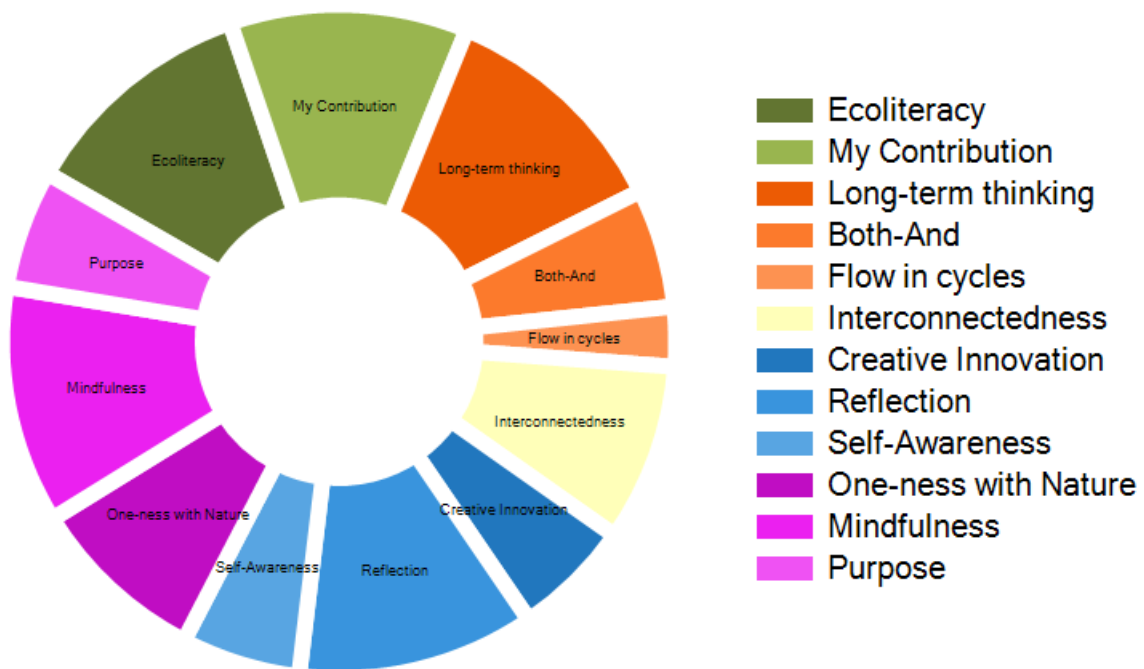 My Contribution
Ecoliteracy
Long-term thinking
Purpose
Both-And
Flow in cycles
Mindfulness
Interconnectedness
One-ness with Nature
Creative Innovation
Self-Awareness
Reflection
Ecoliteracy
My Contribution
Long-term thinking
Both-And
Flow in cycles
Interconnectedness
Creative Innovation
Reflection
Self-Awareness
One-ness with Nature
Mindfulness
Purpose